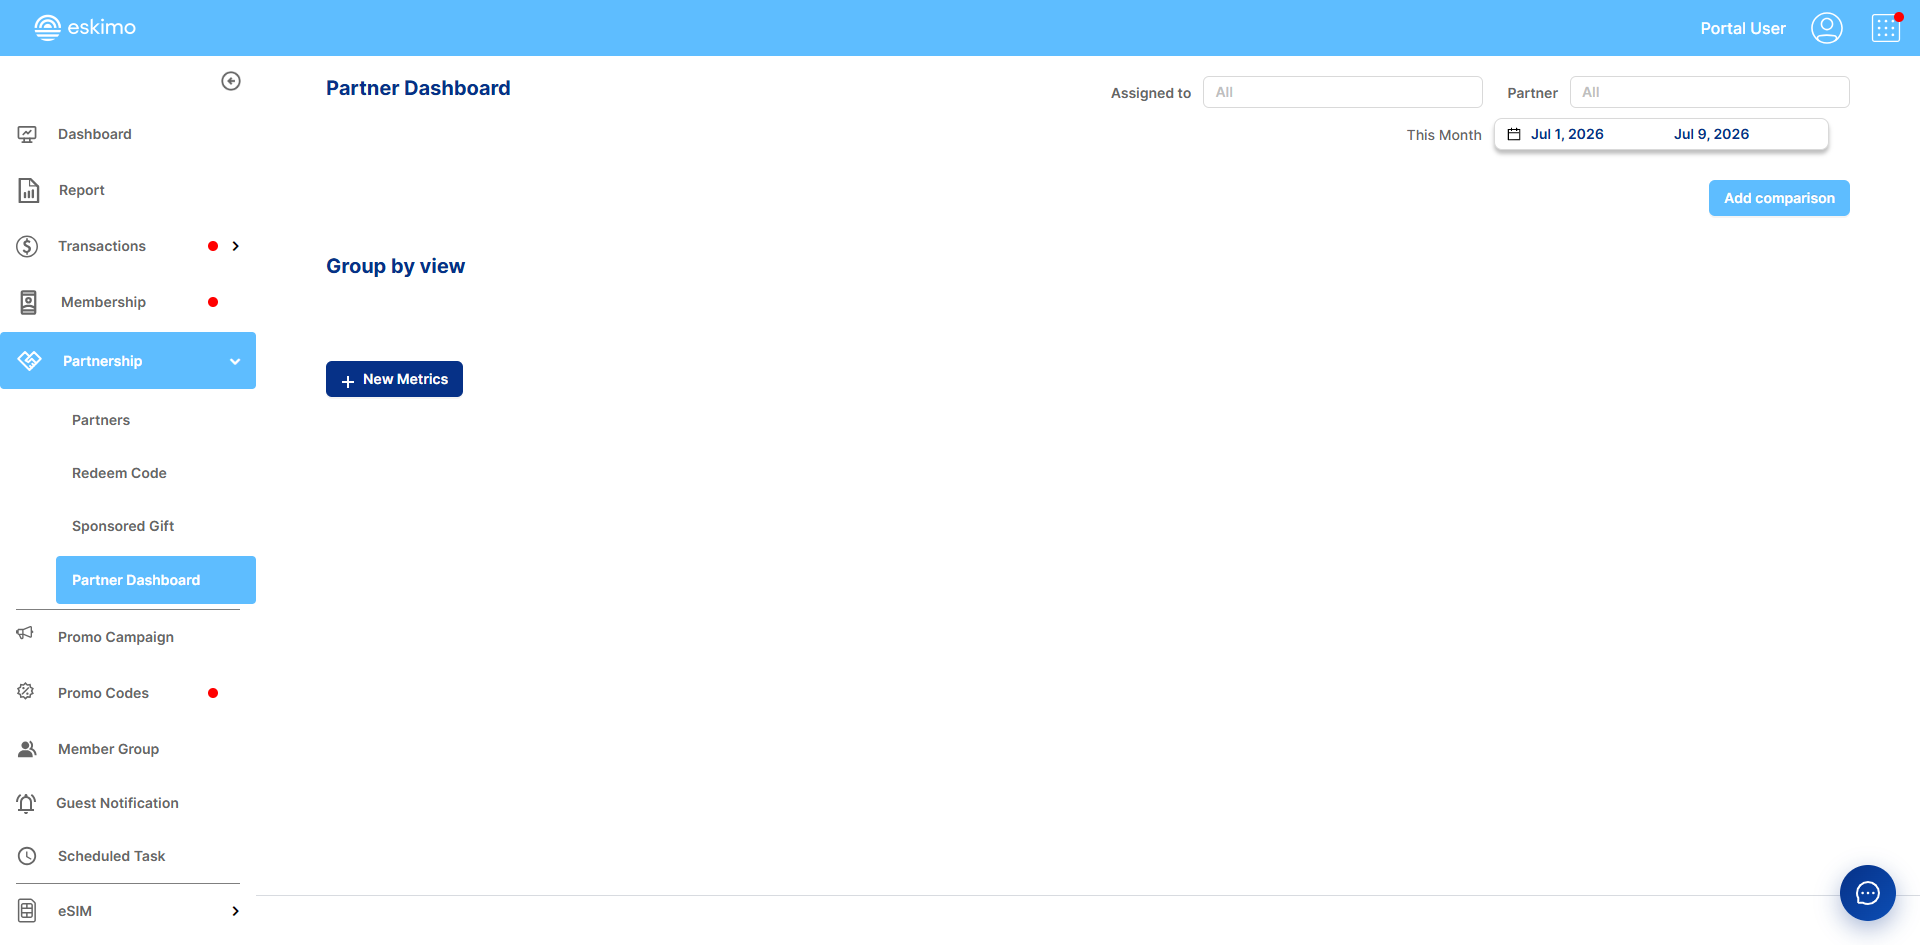 eskimo
Portal User
Dashboard
Report
Transactions
Membership
Partnership
Partners
Redeem Code
Sponsored Gift
Partner Dashboard
Promo Campaign
Promo Codes
Member Group
Guest Notification
Scheduled Task
eSIM
Partner Dashboard
Assigned to All Partner All
This Month Jul 1, 2026 Jul 9, 2026
Add comparison
Group by view
New Metrics